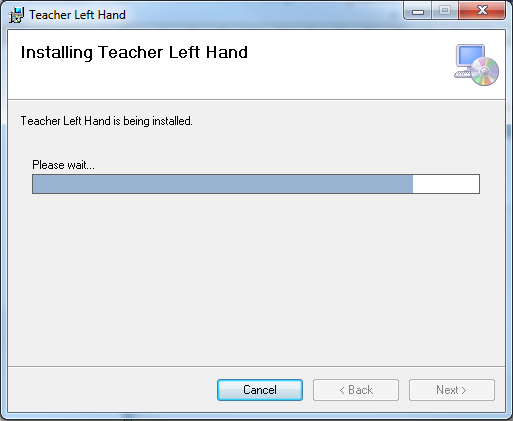 Teacher Left Hand
Installing Teacher Left Hand
Teacher Left Hand is being installed.
Please wait...
Cancel
< Back
Next >